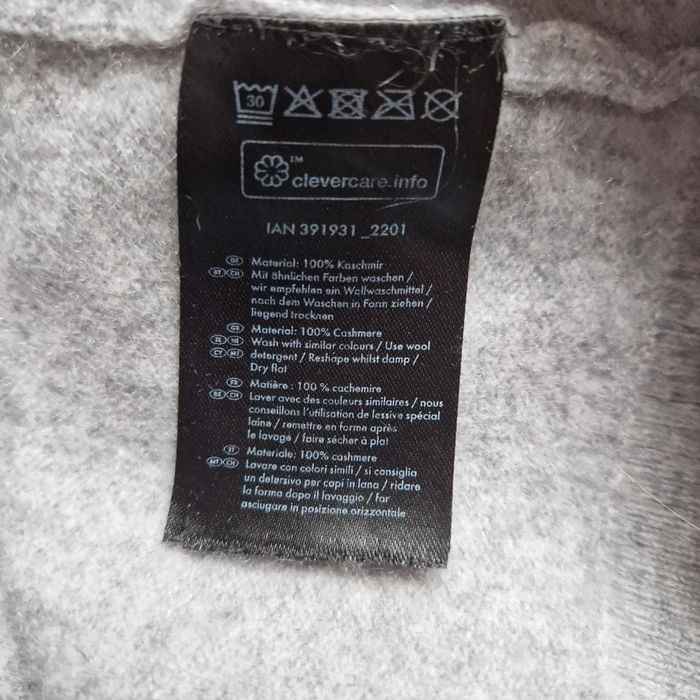 30
TM
clevercare.info
IAN 391931_2201
DE Material: 100% Kaschmir
AT CH Mit ähnlichen Farben waschen /
wir empfehlen ein Wollwaschmittel /
nach dem Waschen in Form ziehen /
liegend trocknen
GB Material: 100% Cashmere
IE NI Wash with similar colours / Use wool
CY MT detergent / Reshape whilst damp /
Dry flat
FR Matière : 100 % cachemire
BE CH Laver avec des couleurs similaires / nous
conseillons l'utilisation de lessive spécial
laine / remettre en forme après
le lavage / faire sécher à plat
IT Materiale: 100% cashmere
MT CH Lavare con colori simili / si consiglia
un detersivo per capi in lana / ridare
la forma dopo il lavaggio / far
asciugare in posizione orizzontale